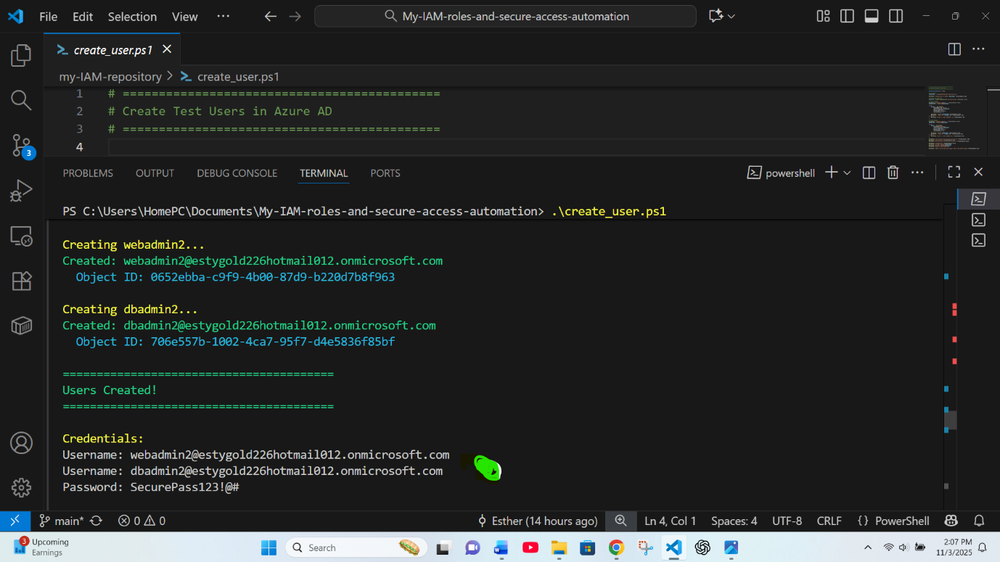 File Edit Selection View ··· My-IAM-roles-and-secure-access-automation
create_user.ps1
my-IAM-repository > create_user.ps1
1 # ============================================
2 # Create Test Users in Azure AD
3 # ============================================
4
PROBLEMS OUTPUT DEBUG CONSOLE TERMINAL PORTS powershell
PS C:\Users\HomePC\Documents\My-IAM-roles-and-secure-access-automation> .\create_user.ps1
Creating webadmin2...
Created: webadmin2@estygold226hotmail012.onmicrosoft.com
Object ID: 0652ebba-c9f9-4b00-87d9-b220d7b8f963
Creating dbadmin2...
Created: dbadmin2@estygold226hotmail012.onmicrosoft.com
Object ID: 706e557b-1002-4ca7-95f7-d4e5836f85bf
========================================
Users Created!
========================================
Credentials:
Username: webadmin2@estygold226hotmail012.onmicrosoft.com
Username: dbadmin2@estygold226hotmail012.onmicrosoft.com
Password: SecurePass123!@#
3
main* 0 0 Esther (14 hours ago) Ln 4, Col 1 Spaces: 4 UTF-8 CRLF {} PowerShell
3 Upcoming
Earnings
Search
2:07 PM
11/3/2025